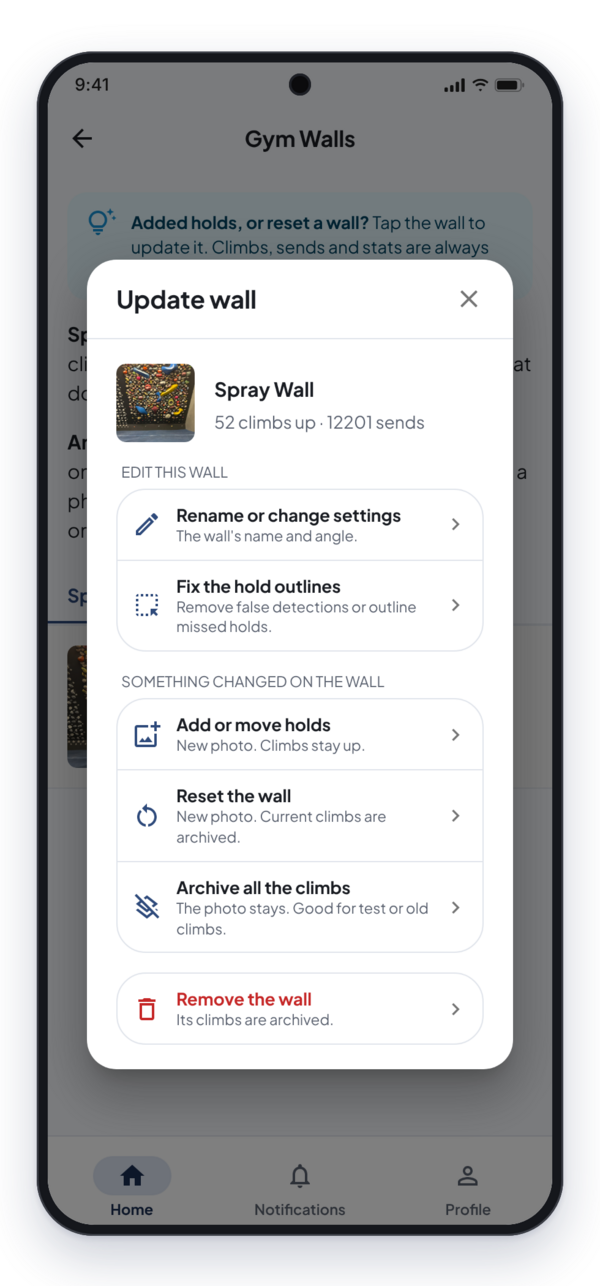 9:41
Gym Walls
Added holds, or reset a wall? Tap the wall to
update it. Climbs, sends and stats are always
Update wall
Spray Wall
52 climbs up · 12201 sends
EDIT THIS WALL
Rename or change settings
The wall's name and angle.
Fix the hold outlines
Remove false detections or outline
missed holds.
SOMETHING CHANGED ON THE WALL
Add or move holds
New photo. Climbs stay up.
Reset the wall
New photo. Current climbs are
archived.
Archive all the climbs
The photo stays. Good for test or old
climbs.
Remove the wall
Its climbs are archived.
Home
Notifications
Profile